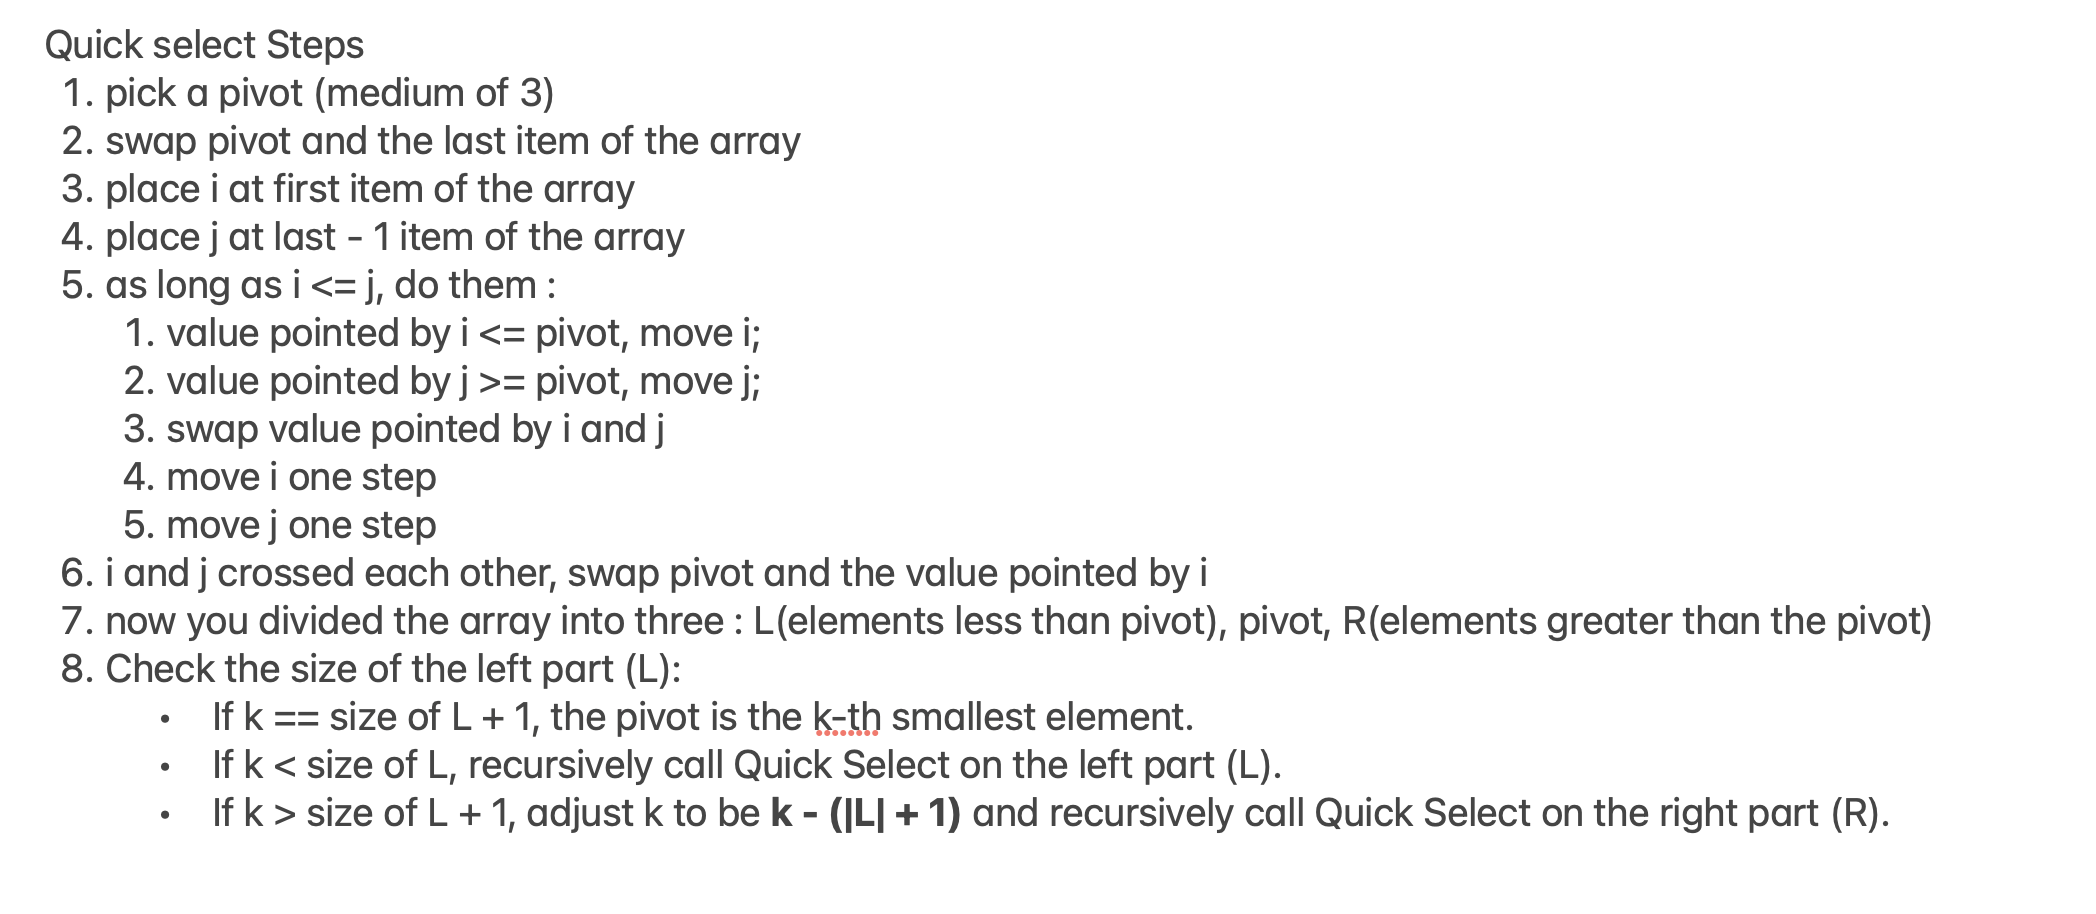 Quick select Steps
1. pick a pivot (medium of 3)
2. swap pivot and the last item of the array
3. place i at first item of the array
4. place j at last - 1 item of the array
5. as long as i <= j, do them :
1. value pointed by i <= pivot, move i;
2. value pointed by j >= pivot, move j;
3. swap value pointed by i and j
4. move i one step
5. move j one step
6. i and j crossed each other, swap pivot and the value pointed by i
7. now you divided the array into three : L(elements less than pivot), pivot, R(elements greater than the pivot)
8. Check the size of the left part (L):
• If k == size of L + 1, the pivot is the k-th smallest element.
• If k < size of L, recursively call Quick Select on the left part (L).
• If k > size of L + 1, adjust k to be k - (|L| + 1) and recursively call Quick Select on the right part (R).